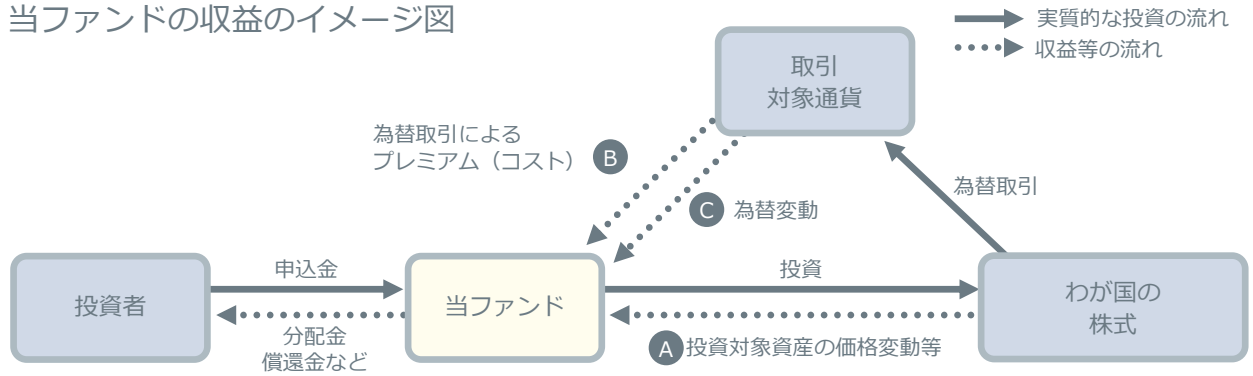 当ファンドの収益のイメージ図
実質的な投資の流れ
収益等の流れ
取引
対象通貨
為替取引による
プレミアム（コスト）
B
C
為替変動
為替取引
投資者
申込金
分配金
償還金など
当ファンド
投資
A
投資対象資産の価格変動等
わが国の
株式